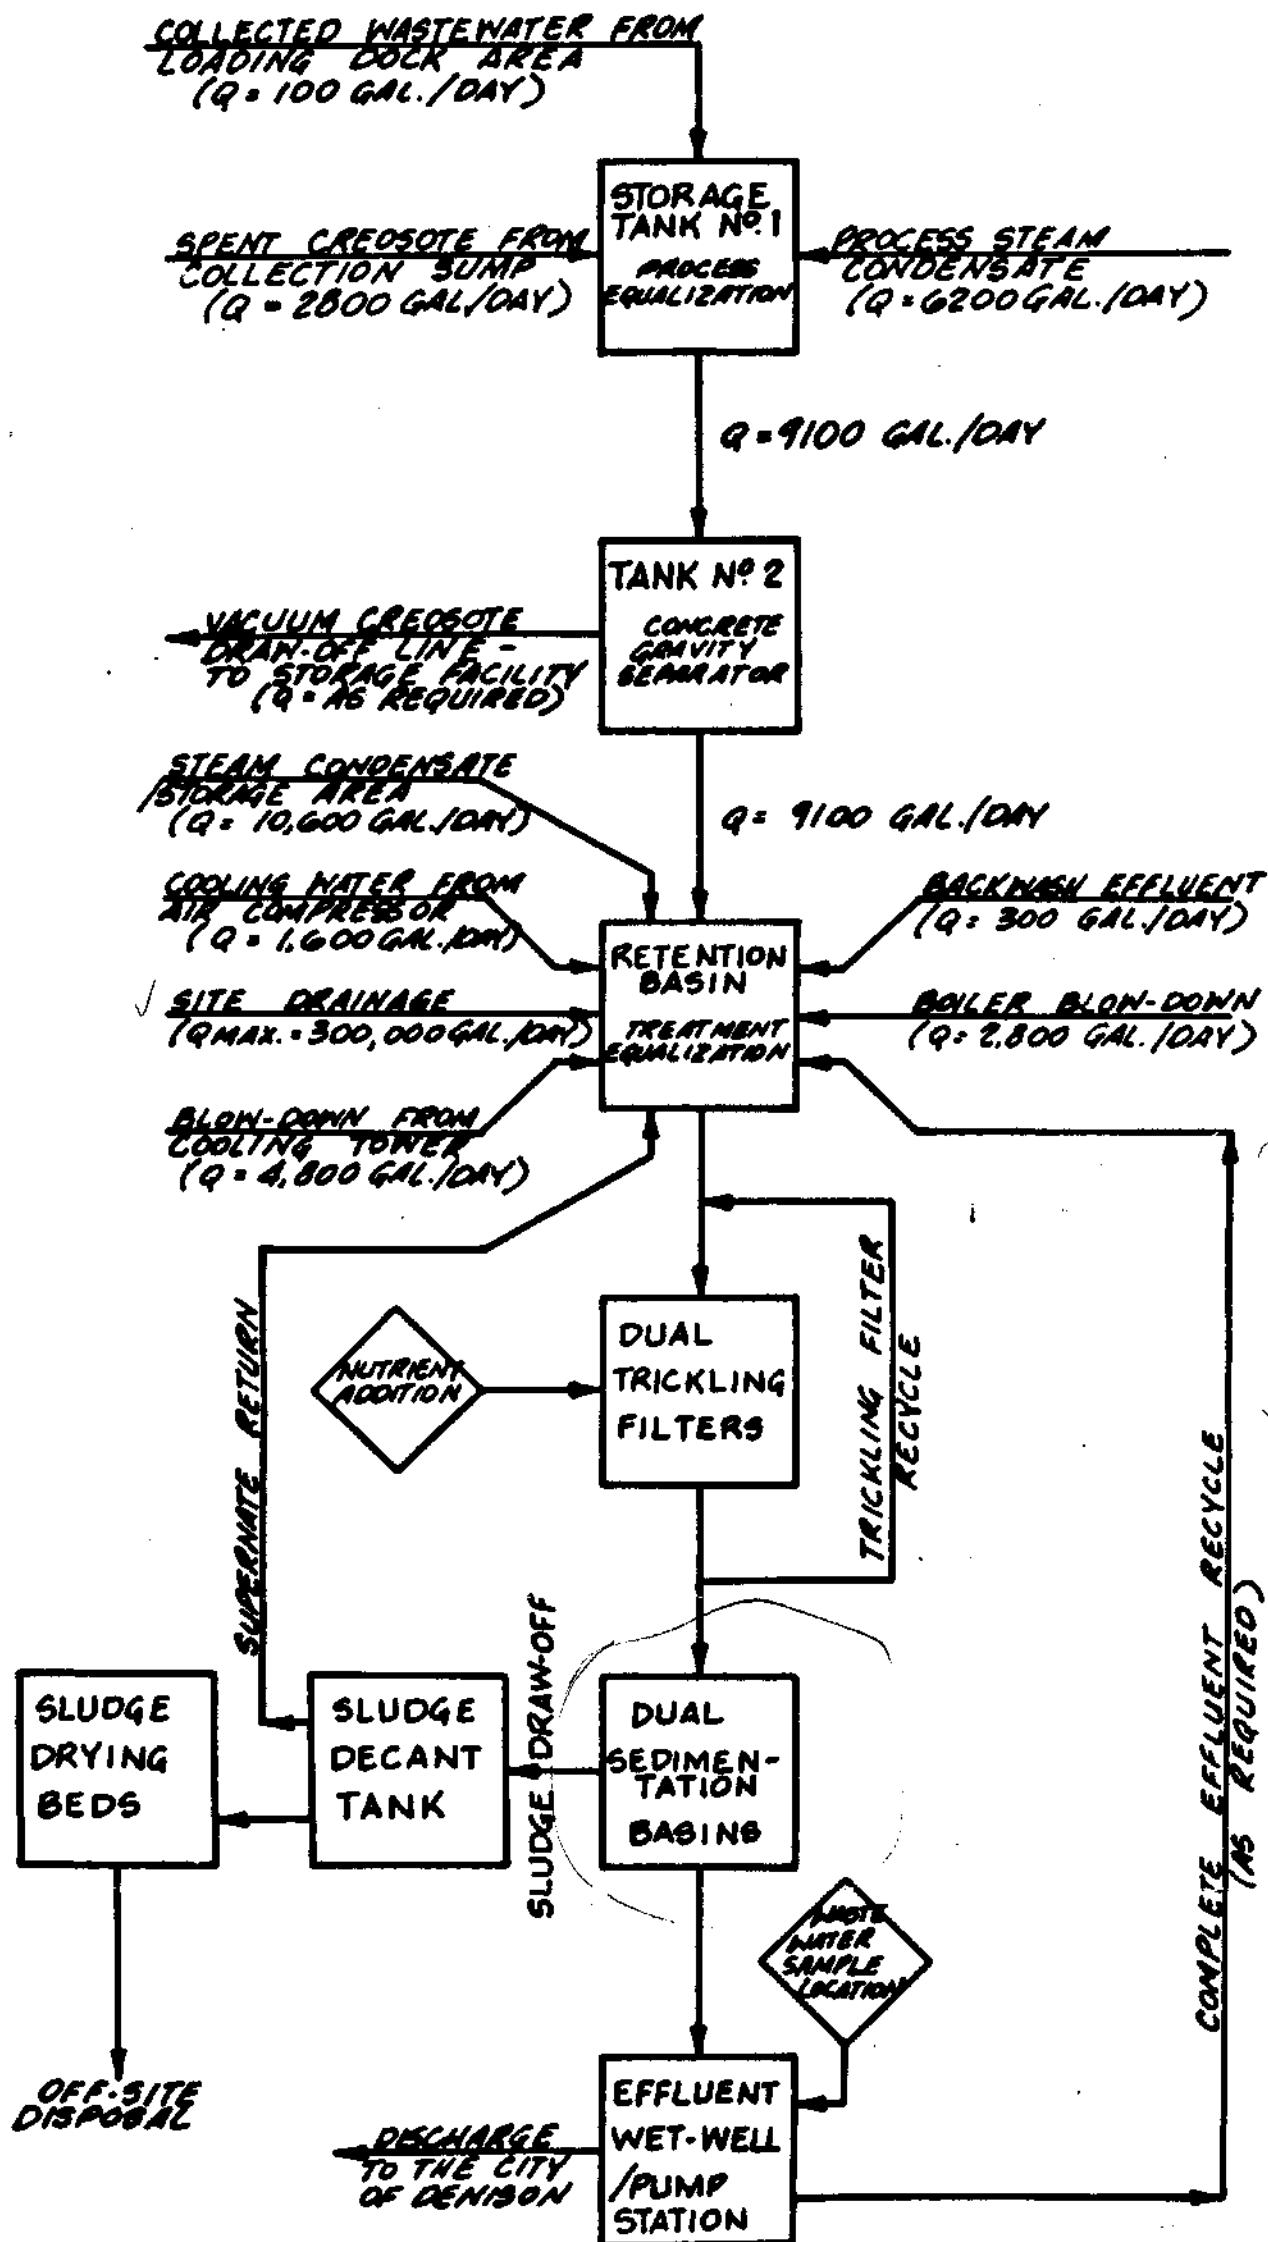 COLLECTED WASTEWATER FROM
LOADING DOCK AREA
(Q = 100 GAL./DAY)
STORAGE
TANK Nº. 1
PROCESS
EQUALIZATION
SPENT CREOSOTE FROM
COLLECTION SUMP
(Q = 2800 GAL/DAY)
PROCESS STEAM
CONDENSATE
(Q = 6200 GAL./DAY)
Q = 9100 GAL./DAY
TANK Nº. 2
CONCRETE
GRAVITY
SEPARATOR
VACUUM CREOSOTE
DRAW-OFF LINE -
TO STORAGE FACILITY
(Q = AS REQUIRED)
STEAM CONDENSATE
/STORAGE AREA
(Q = 10,600 GAL./DAY)
Q = 9100 GAL./DAY
COOLING WATER FROM
AIR COMPRESSOR
(Q = 1,600 GAL./DAY)
BACKWASH EFFLUENT
(Q = 300 GAL./DAY)
RETENTION
BASIN
TREATMENT
EQUALIZATION
SITE DRAINAGE
(QMAX. = 300,000 GAL./DAY)
BOILER BLOW-DOWN
(Q = 2,800 GAL./DAY)
BLOW-DOWN FROM
COOLING TOWER
(Q = 4,800 GAL./DAY)
SUPERNATE RETURN
NUTRIENT
ADDITION
DUAL
TRICKLING
FILTERS
TRICKLING FILTER
RECYCLE
COMPLETE EFFLUENT RECYCLE
(AS REQUIRED)
SLUDGE
DRYING
BEDS
SLUDGE
DECANT
TANK
SLUDGE DRAW-OFF
DUAL
SEDIMEN-
TATION
BASINS
WASTE
WATER
SAMPLE
LOCATION
OFF-SITE
DISPOSAL
DISCHARGE
TO THE CITY
OF DENISON
EFFLUENT
WET-WELL
/PUMP
STATION